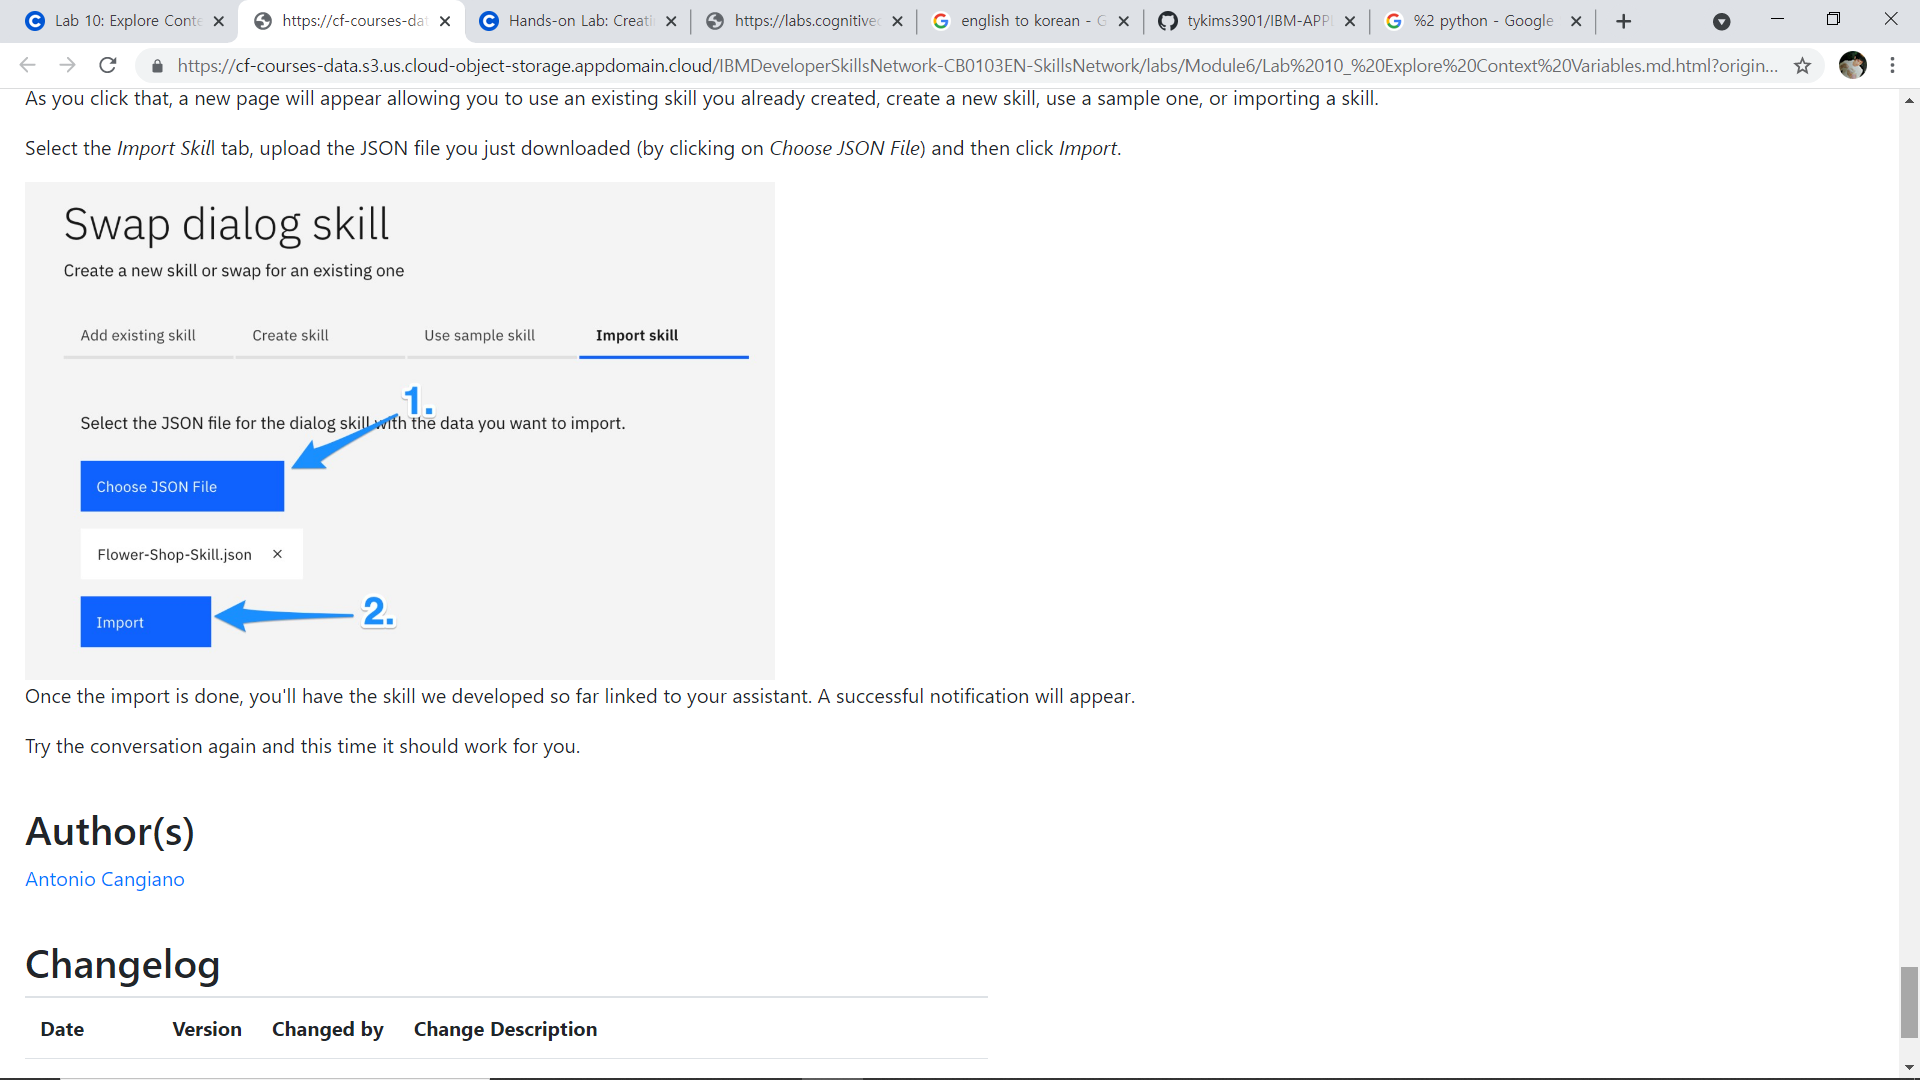 Lab 10: Explore Conte
https://cf-courses-dat
Hands-on Lab: Creati
https://labs.cognitivec
english to korean - G
tykims3901/IBM-APPL
%2 python - Google
https://cf-courses-data.s3.us.cloud-object-storage.appdomain.cloud/IBMDeveloperSkillsNetwork-CB0103EN-SkillsNetwork/labs/Module6/Lab%2010_%20Explore%20Context%20Variables.md.html?origin...
As you click that, a new page will appear allowing you to use an existing skill you already created, create a new skill, use a sample one, or importing a skill.
Select the Import Skill tab, upload the JSON file you just downloaded (by clicking on Choose JSON File) and then click Import.
Swap dialog skill
Create a new skill or swap for an existing one
Add existing skill
Create skill
Use sample skill
Import skill
1.
Select the JSON file for the dialog skill with the data you want to import.
Choose JSON File
Flower-Shop-Skill.json ×
Import
2.
Once the import is done, you'll have the skill we developed so far linked to your assistant. A successful notification will appear.
Try the conversation again and this time it should work for you.
Author(s)
Antonio Cangiano
Changelog
Date Version Changed by Change Description